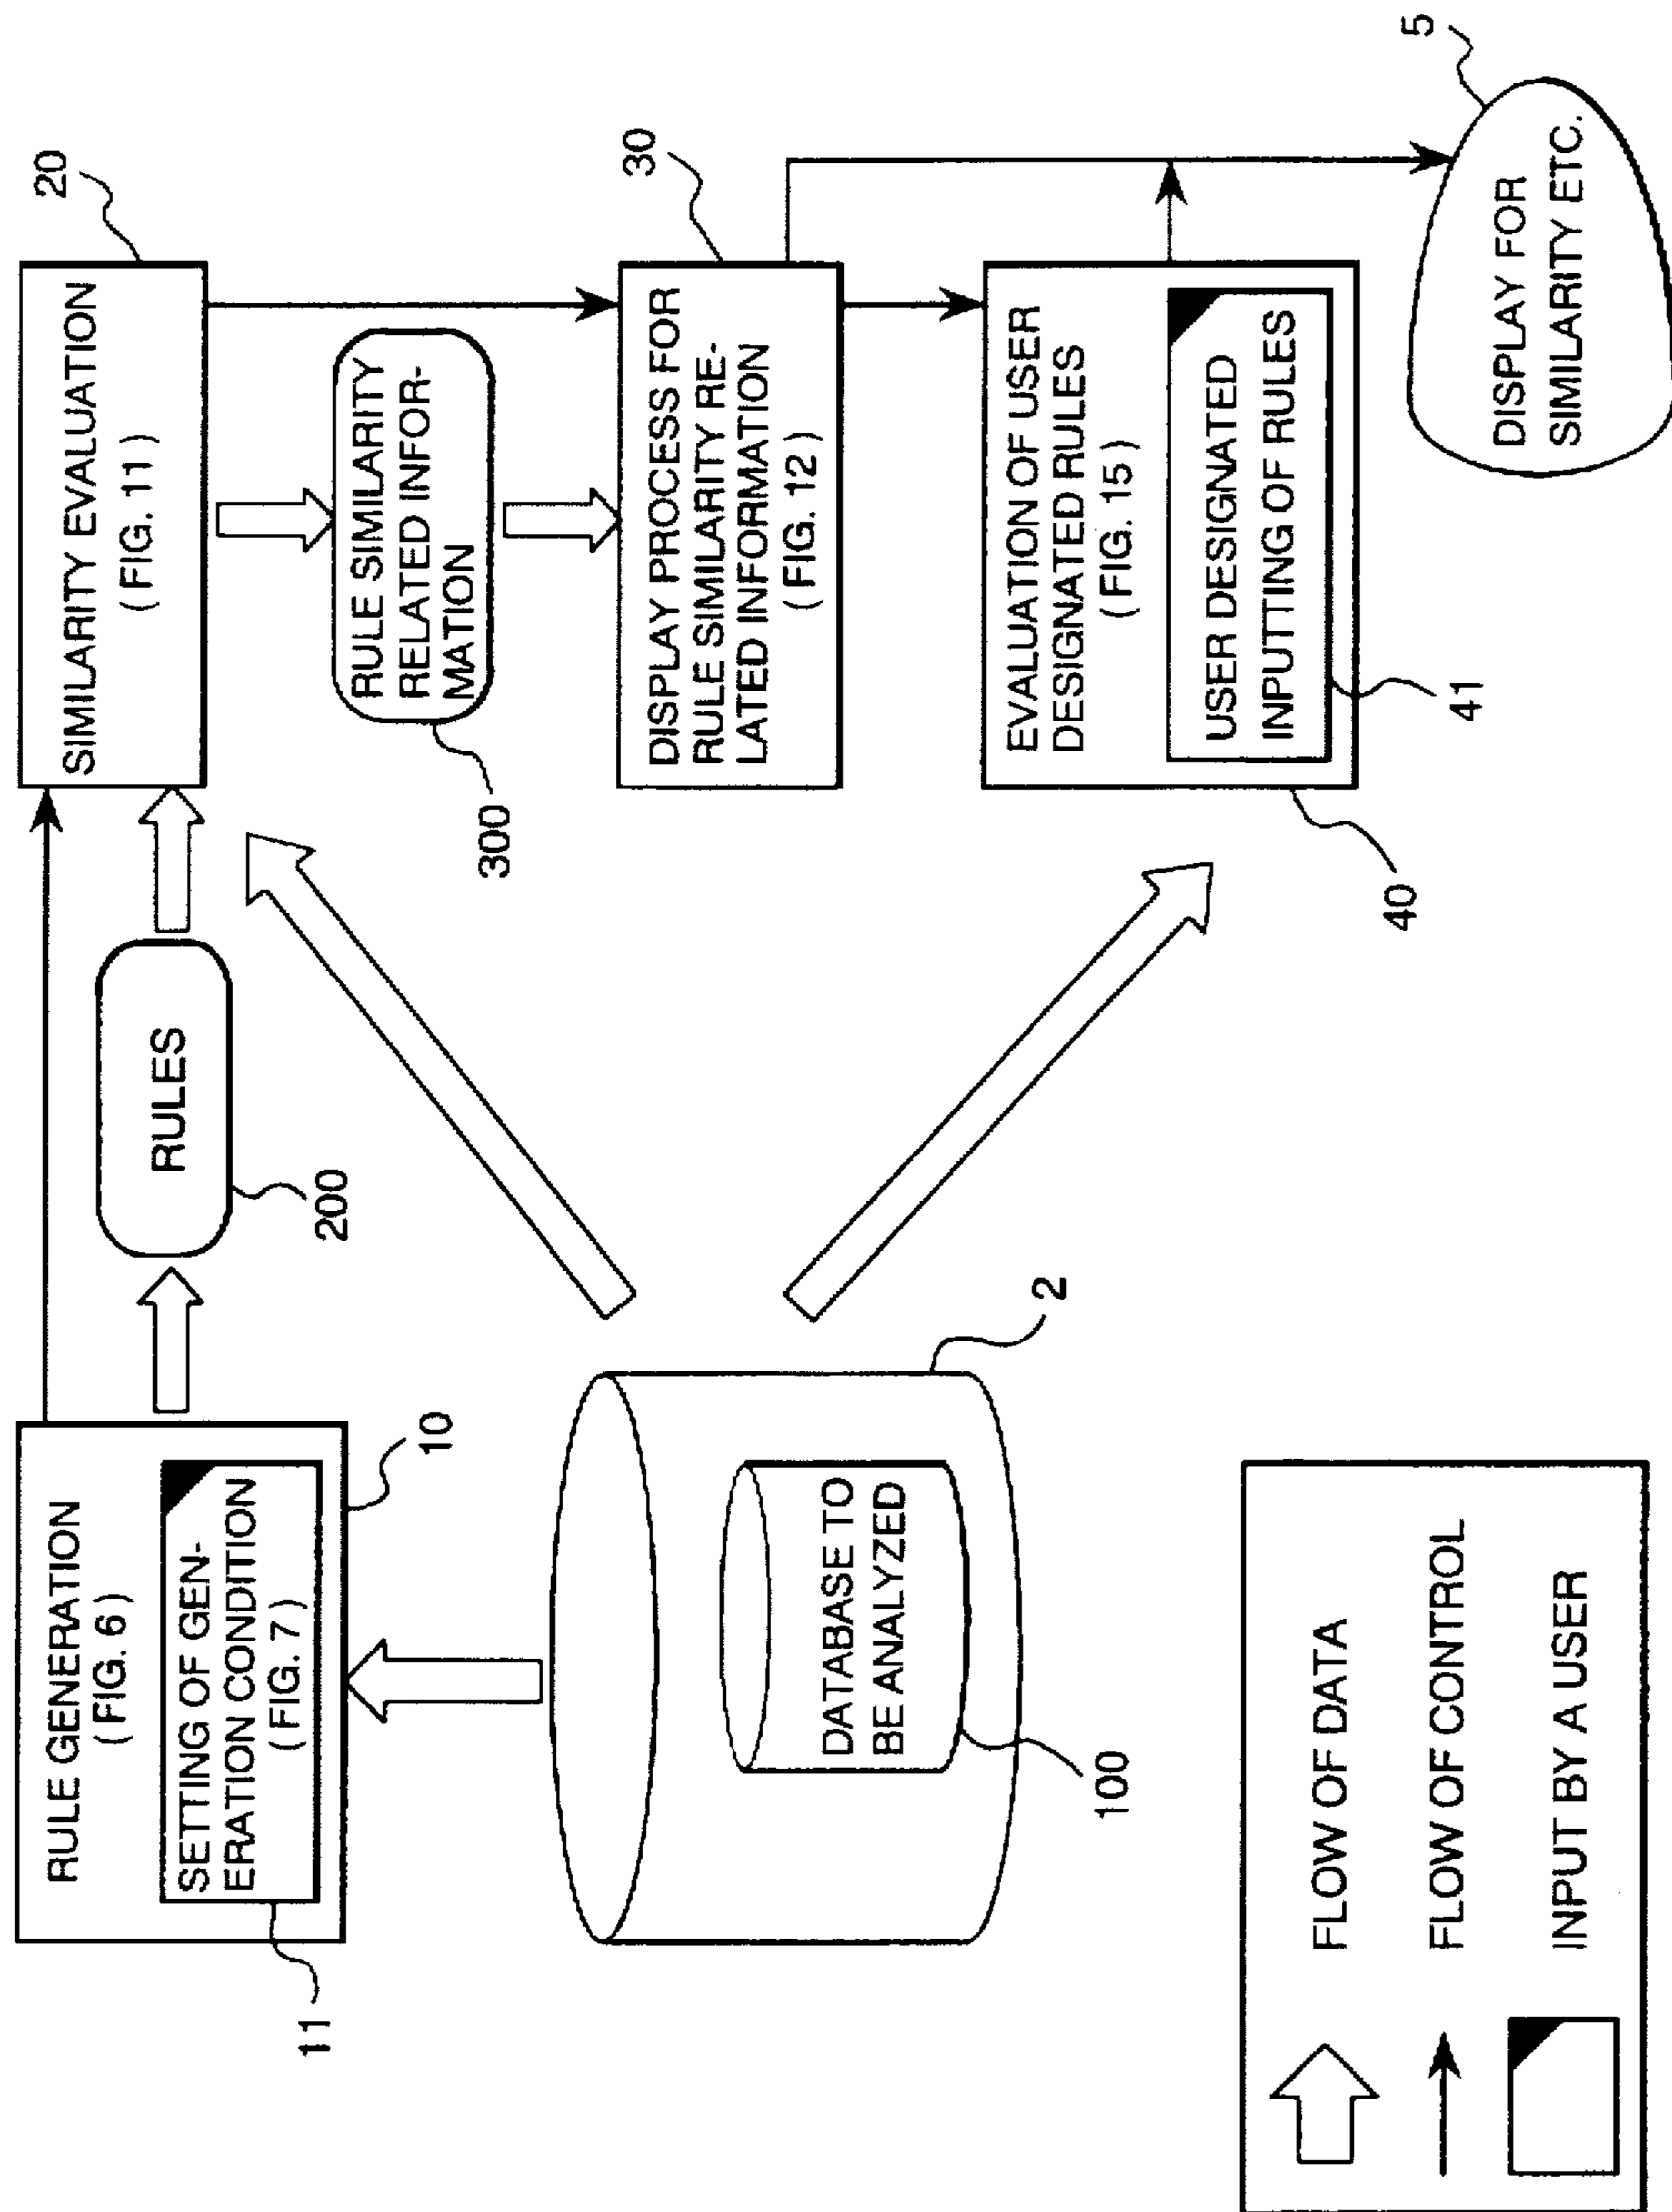 RULE GENERATION
( FIG. 6 )
SETTING OF GEN-
ERATION CONDITION
( FIG. 7 )
11
10
RULES
200
SIMILARITY EVALUATION
( FIG. 11 )
20
RULE SIMILARITY
RELATED INFOR-
MATION
300
DISPLAY PROCESS FOR
RULE SIMILARITY RE-
LATED INFORMATION
( FIG. 12 )
30
DATABASE TO
BE ANALYZED
100
2
EVALUATION OF USER
DESIGNATED RULES
( FIG. 15 )
USER DESIGNATED
INPUTTING OF RULES
41
40
DISPLAY FOR
SIMILARITY ETC.
5
FLOW OF DATA
FLOW OF CONTROL
INPUT BY A USER